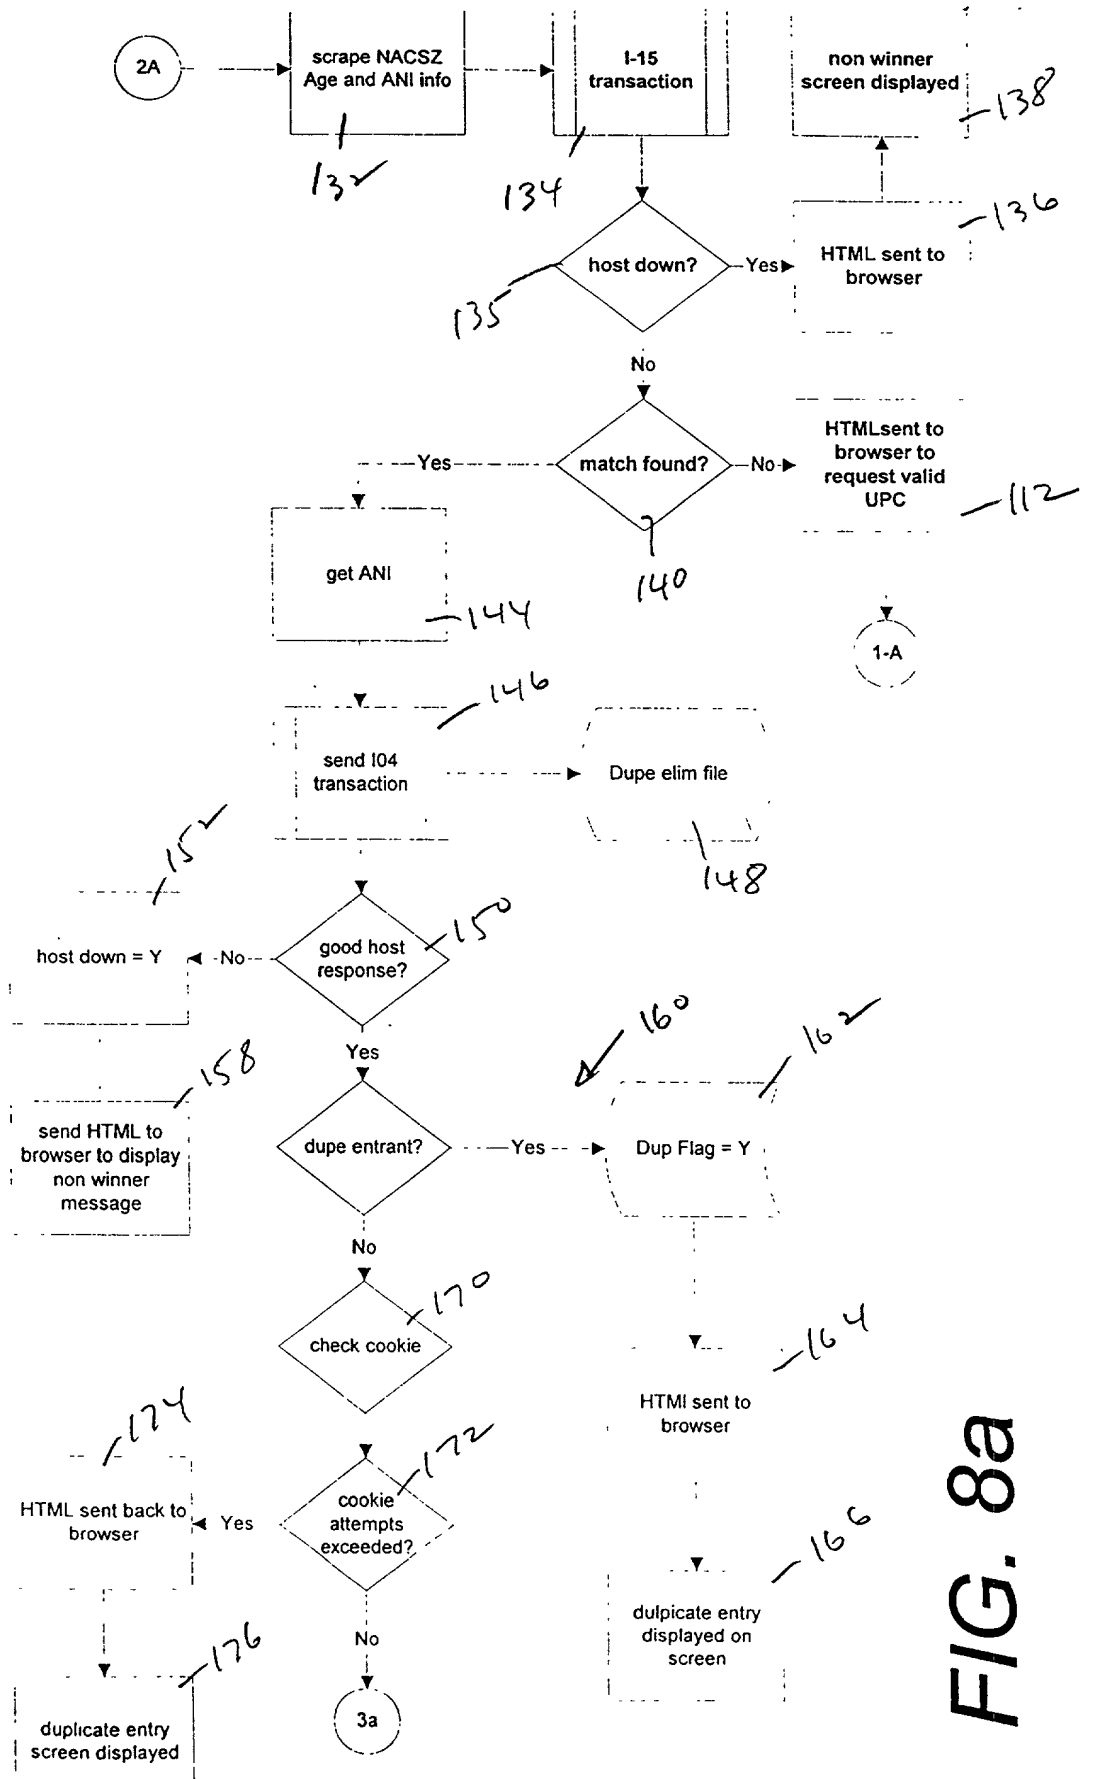 2A
scrape NACSZ
Age and ANI info
132
I-15
transaction
134
non winner
screen displayed
138
host down?
135
Yes
HTML sent to
browser
136
No
match found?
140
Yes
No
HTMLsent to
browser to
request valid
UPC
112
1-A
get ANI
144
send I04
transaction
146
Dupe elim file
148
152
host down = Y
No
good host
response?
150
Yes
158
send HTML to
browser to display
non winner
message
dupe entrant?
Yes
160
Dup Flag = Y
162
No
check cookie
170
HTMl sent to
browser
164
174
HTML sent back to
browser
Yes
cookie
attempts
exceeded?
172
dulpicate entry
displayed on
screen
166
No
3a
176
duplicate entry
screen displayed
FIG. 8a